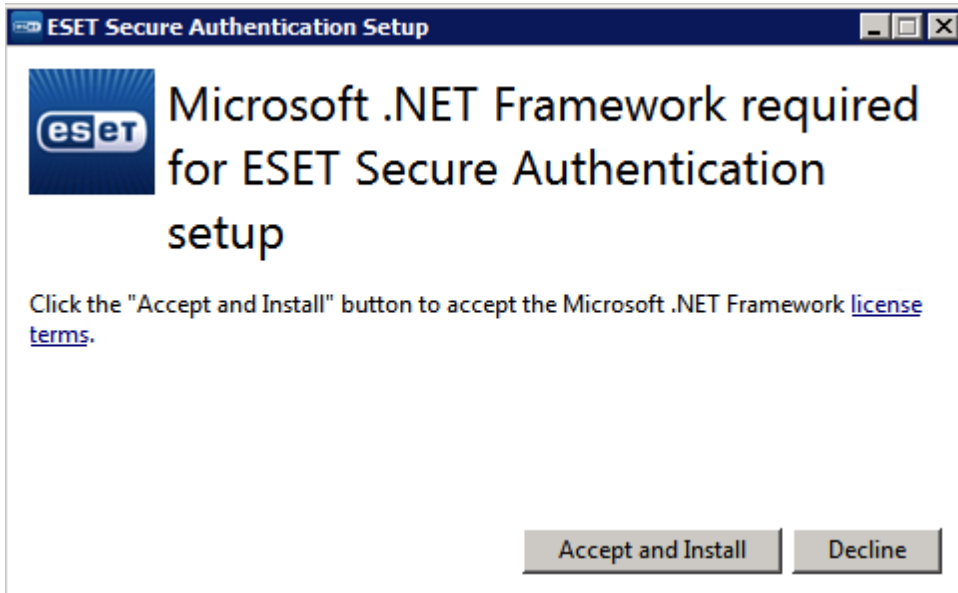 ESET Secure Authentication Setup
eset
Microsoft .NET Framework required
for ESET Secure Authentication
setup
Click the "Accept and Install" button to accept the Microsoft .NET Framework license
terms.
Accept and Install
Decline